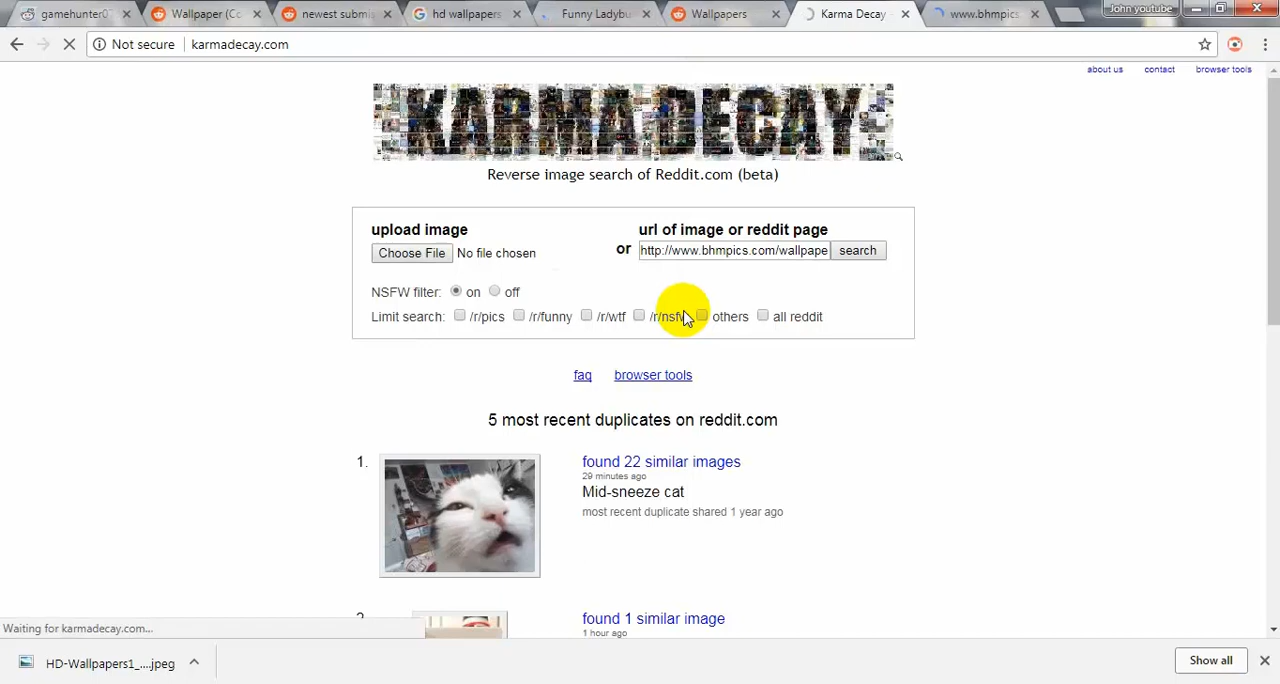 gamehunter0
Wallpaper (Co
newest submis
hd wallpapers
Funny Ladybu
Wallpapers
Karma Decay
www.bhmpics.
John youtube
Not secure karmadecay.com
about us contact browser tools
KARMA DECAY
Reverse image search of Reddit.com (beta)
upload image
url of image or reddit page
Choose File No file chosen
or
http://www.bhmpics.com/wallpape search
NSFW filter: on off
Limit search: /r/pics /r/funny /r/wtf /r/nsfw others all reddit
faq browser tools
5 most recent duplicates on reddit.com
1.
found 22 similar images
29 minutes ago
Mid-sneeze cat
most recent duplicate shared 1 year ago
2.
found 1 similar image
1 hour ago
Waiting for karmadecay.com...
HD-Wallpapers1_....jpeg
Show all